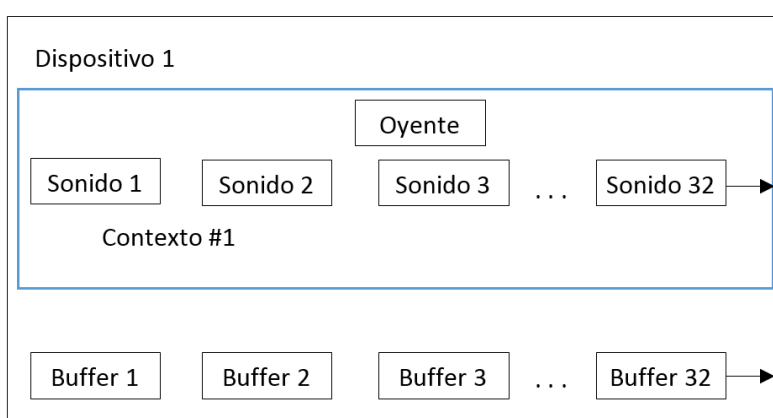 Dispositivo 1
Oyente
Sonido 1 Sonido 2 Sonido 3 ... Sonido 32
Contexto #1
Buffer 1 Buffer 2 Buffer 3 ... Buffer 32